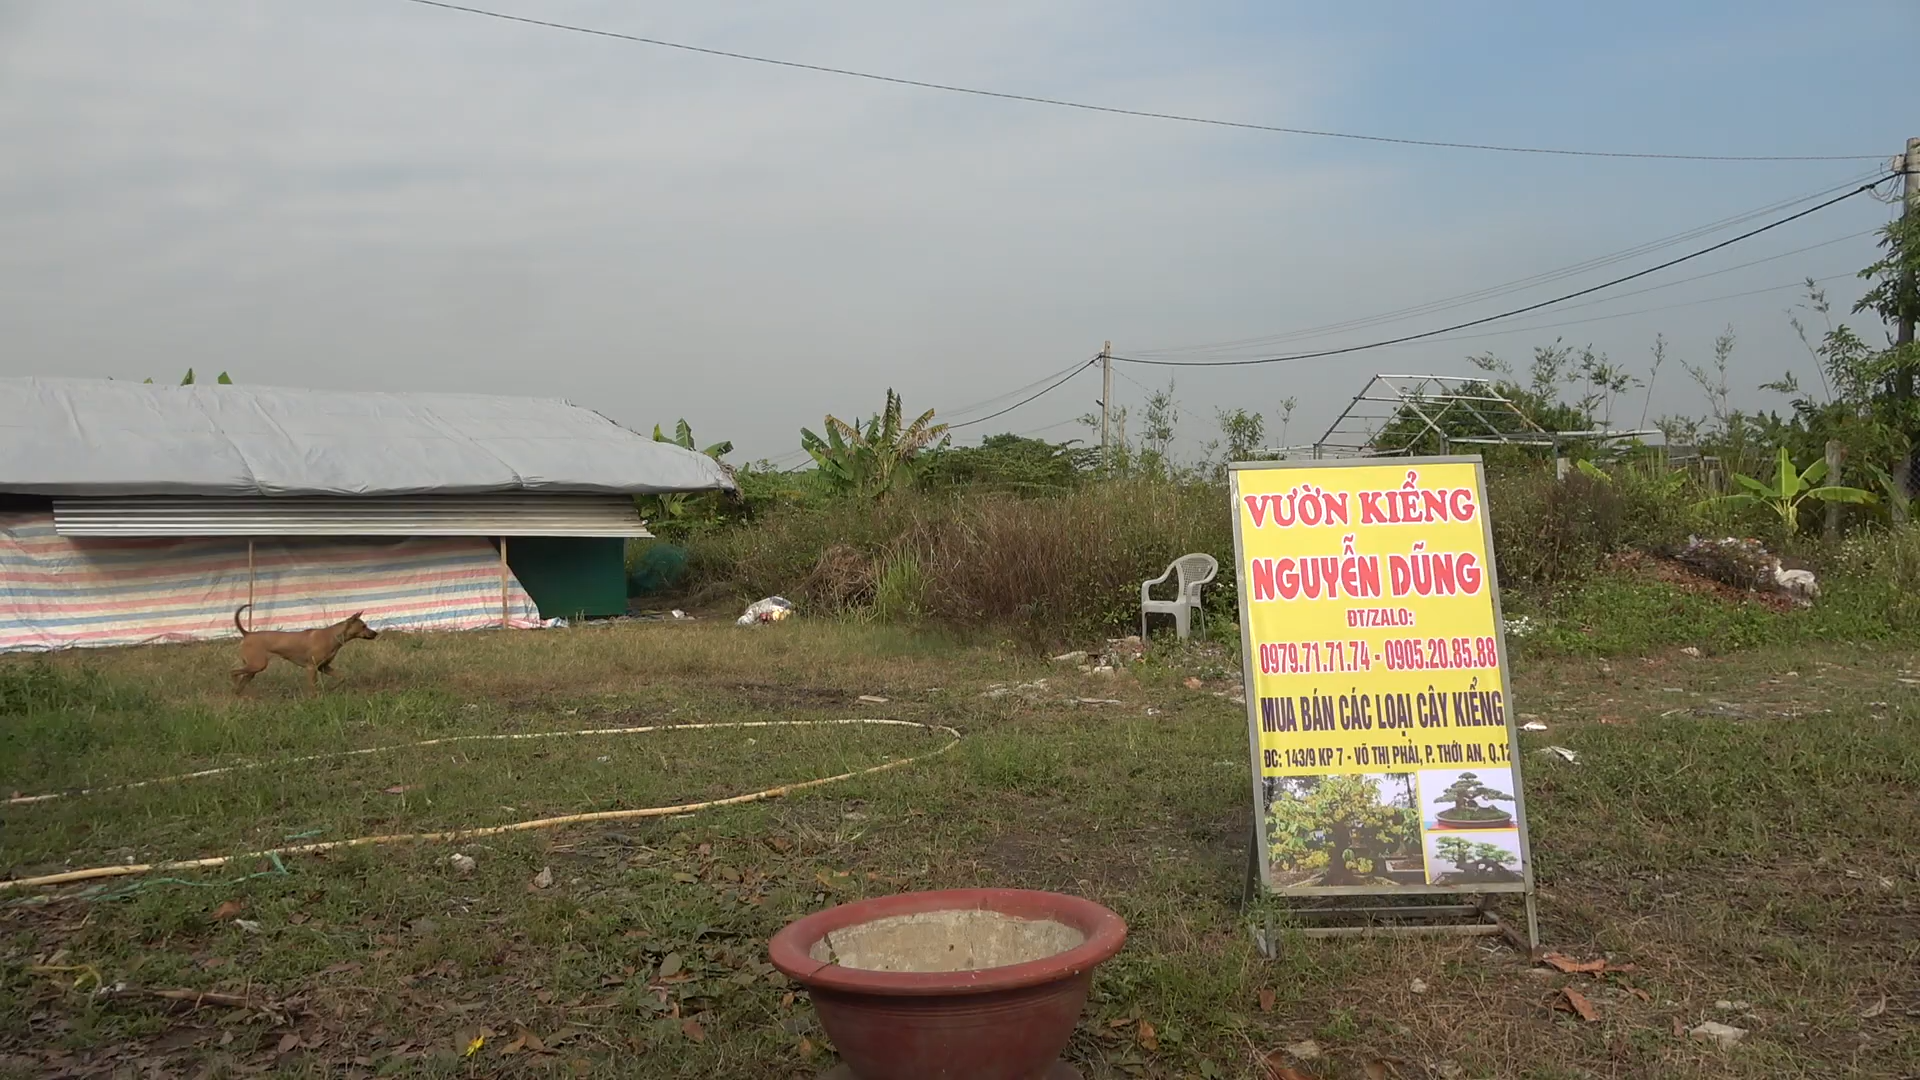 VƯỜN KIỂNG
NGUYỄN DŨNG
ĐT/ZALO:
0979.71.71.74 - 0905.20.85.88
MUA BÁN CÁC LOẠI CÂY KIỂNG
ĐC: 143/9 KP 7 - VÕ THỊ PHẢI, P. THỚI AN, Q.12